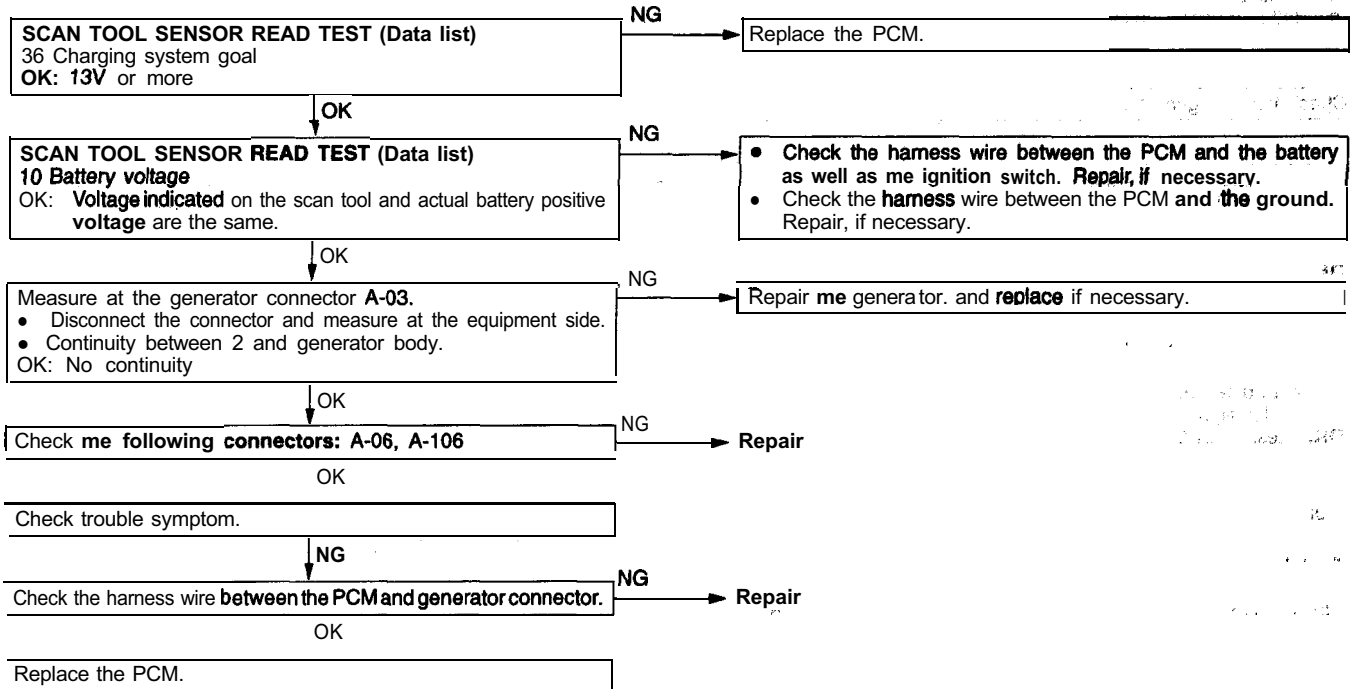 NG
SCAN TOOL SENSOR READ TEST (Data list)
36 Charging system goal
OK: 13V or more
Replace the PCM.
OK
NG
SCAN TOOL SENSOR READ TEST (Data list)
10 Battery voltage
OK: Voltage indicated on the scan tool and actual battery positive
voltage are the same.
● Check the harness wire between the PCM and the battery
as well as me ignition switch. Repair, if necessary.
● Check the harness wire between the PCM and the ground.
Repair, if necessary.
OK
NG
Measure at the generator connector A-03.
● Disconnect the connector and measure at the equipment side.
● Continuity between 2 and generator body.
OK: No continuity
Repair me genera tor. and replace if necessary.
OK
NG
Check me following connectors: A-06, A-106
Repair
OK
Check trouble symptom.
NG
NG
Check the harness wire between the PCM and generator connector.
Repair
OK
Replace the PCM.